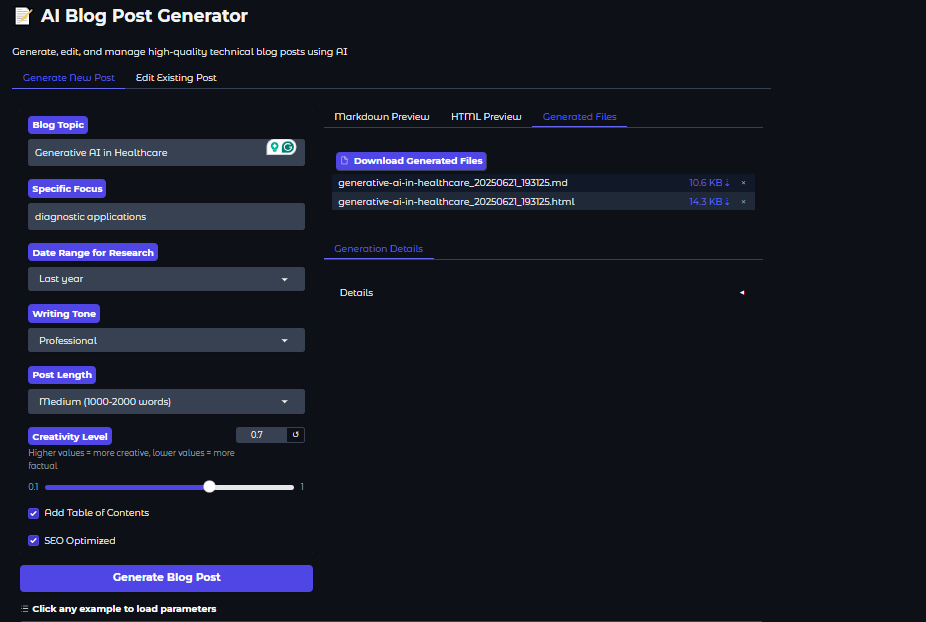 AI Blog Post Generator
Generate, edit, and manage high-quality technical blog posts using AI
Generate New Post
Edit Existing Post
Blog Topic
Generative AI in Healthcare
Specific Focus
diagnostic applications
Date Range for Research
Last year
Writing Tone
Professional
Post Length
Medium (1000-2000 words)
Creativity Level
0.7
Higher values = more creative, lower values = more
factual
0.1
1
Add Table of Contents
SEO Optimized
Generate Blog Post
Click any example to load parameters
Markdown Preview
HTML Preview
Generated Files
Download Generated Files
generative-ai-in-healthcare_20250621_193125.md 10.6 KB ↓ ×
generative-ai-in-healthcare_20250621_193125.html 14.3 KB ↓ ×
Generation Details
Details